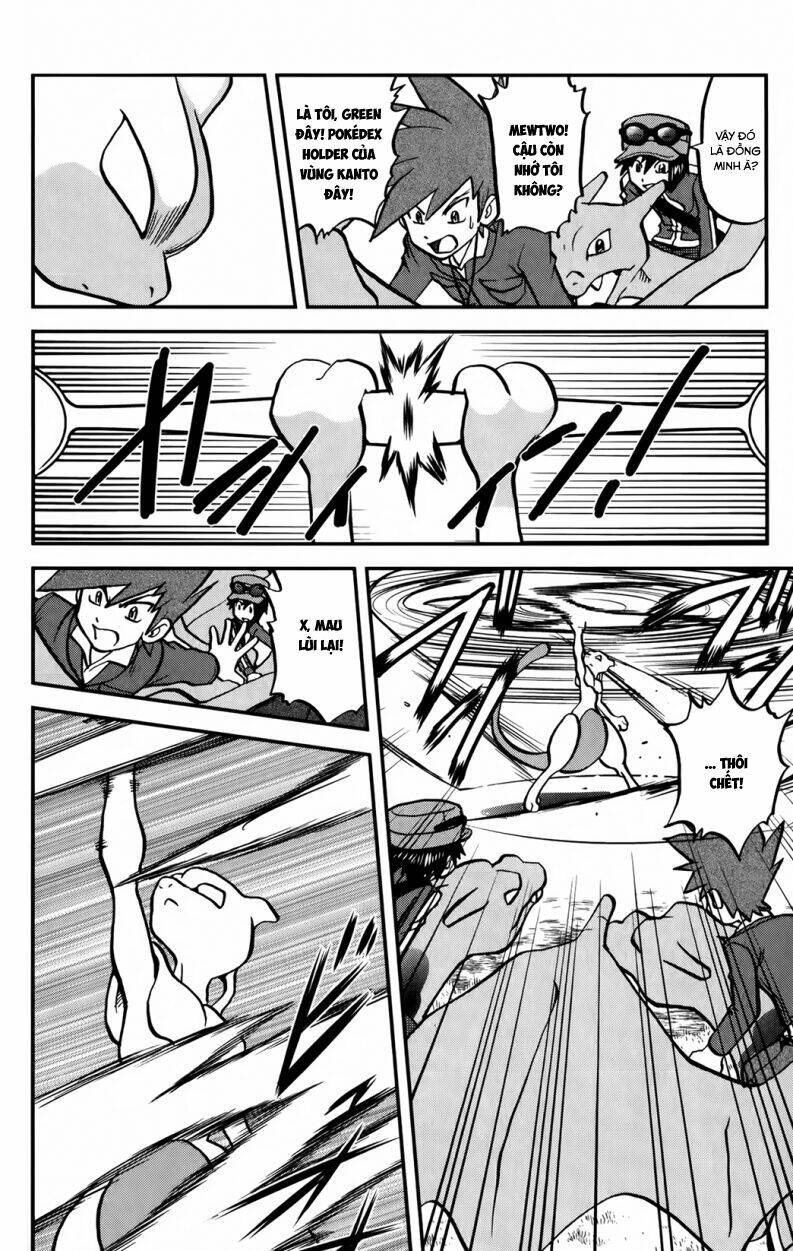 VẬY ĐÓ
LÀ ĐỒNG
MINH Ã?
MEWTWO!
CẬU CÒN
NHỚ TÔI
KHÔNG?
LÀ TÔI, GREEN
ĐÂY! POKÉDEX
HOLDER CỦA
VÙNG KANTO
ĐÂY!
X, MAU
LÙI LẠI!
... THÔI
CHẾT!